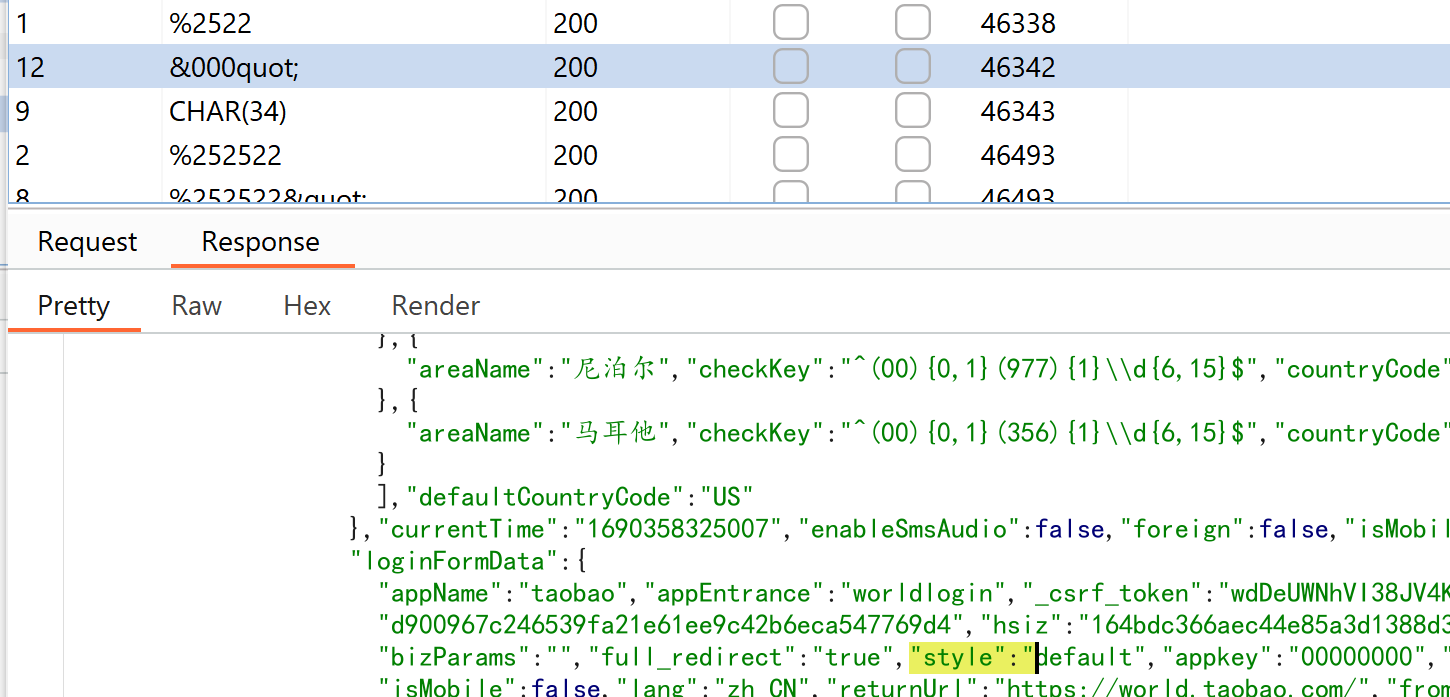 1 %2522 200 46338
12 &000quot; 200 46342
9 CHAR(34) 200 46343
2 %252522 200 46493
8 %252522&quot; 200 46493
Request Response
Pretty Raw Hex Render
},{
"areaName":"尼泊尔","checkKey":"^(00){0,1}(977){1}\\d{6,15}$","countryCode"
},{
"areaName":"马耳他","checkKey":"^(00){0,1}(356){1}\\d{6,15}$","countryCode"
}
],"defaultCountryCode":"US"
},"currentTime":"1690358325007","enableSmsAudio":false,"foreign":false,"isMobil
"loginFormData":{
"appName":"taobao","appEntrance":"worldlogin","_csrf_token":"wdDeUWNhVl38JV4K
"d900967c246539fa21e61ee9c42b6eca547769d4","hsiz":"164bdc366aec44e85a3d1388d3
"bizParams":"","full_redirect":"true","style":"default","appkey":"00000000","
"isMobile":false,"lang":"zh_CN","returnUrl":"https://world.taobao.com/","from